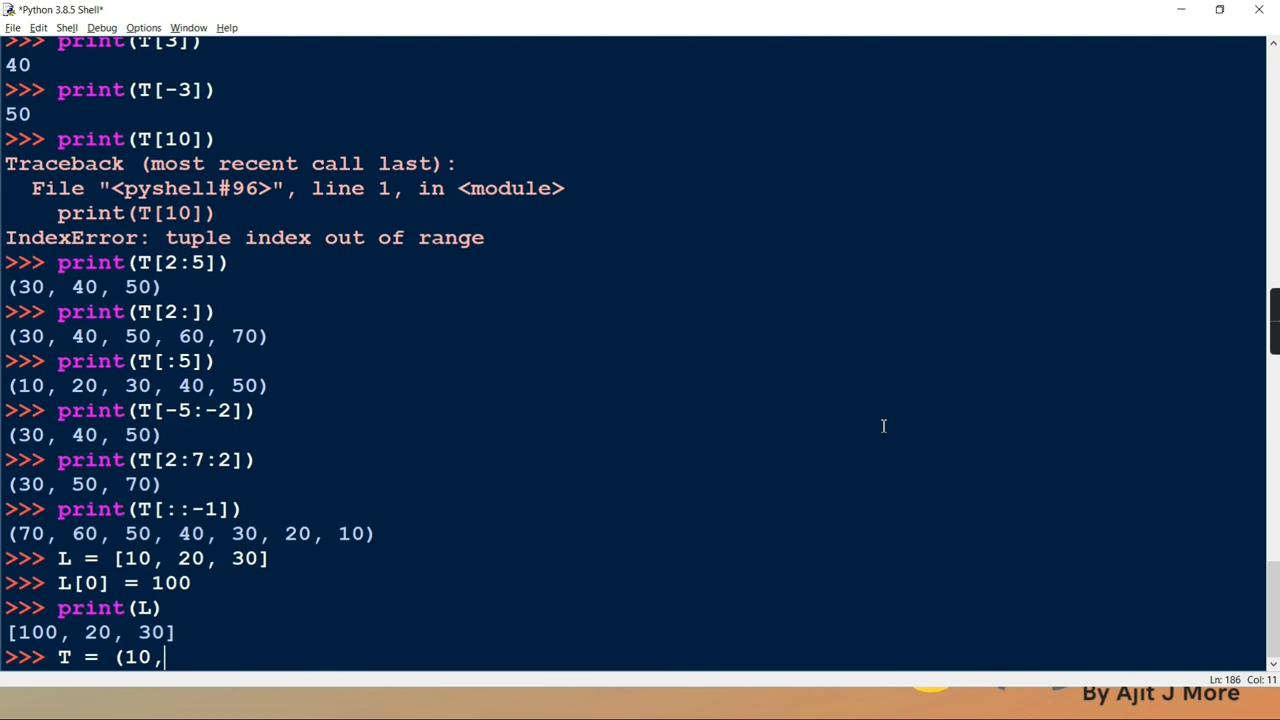 *Python 3.8.5 Shell*
File Edit Shell Debug Options Window Help
>>> print(T[3])
40
>>> print(T[-3])
50
>>> print(T[10])
Traceback (most recent call last):
  File "<pyshell#96>", line 1, in <module>
    print(T[10])
IndexError: tuple index out of range
>>> print(T[2:5])
(30, 40, 50)
>>> print(T[2:])
(30, 40, 50, 60, 70)
>>> print(T[:5])
(10, 20, 30, 40, 50)
>>> print(T[-5:-2])
(30, 40, 50)
>>> print(T[2:7:2])
(30, 50, 70)
>>> print(T[::-1])
(70, 60, 50, 40, 30, 20, 10)
>>> L = [10, 20, 30]
>>> L[0] = 100
>>> print(L)
[100, 20, 30]
>>> T = (10,
Ln: 186 Col: 11
By Ajit J More